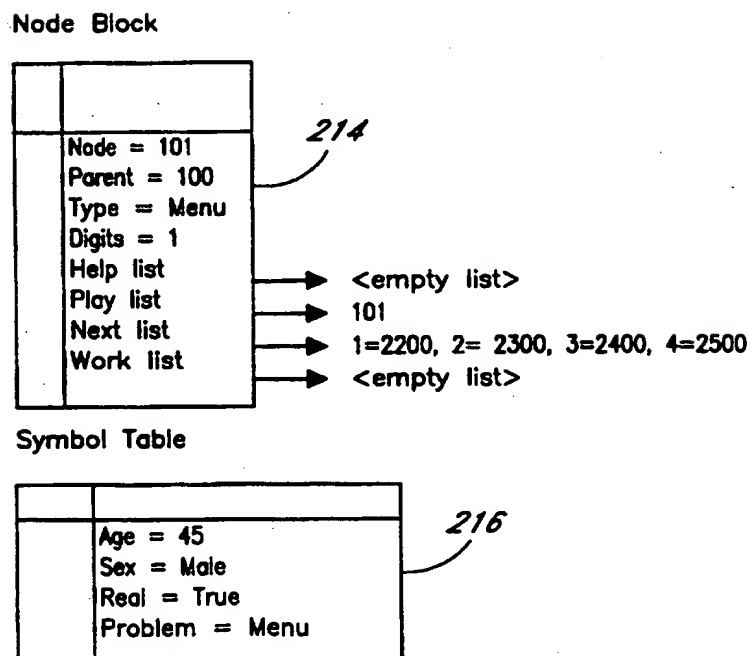 Node Block
214
Node = 101
Parent = 100
Type = Menu
Digits = 1
Help list
<empty list>
Play list
101
Next list
1=2200, 2= 2300, 3=2400, 4=2500
Work list
<empty list>
Symbol Table
216
Age = 45
Sex = Male
Real = True
Problem = Menu